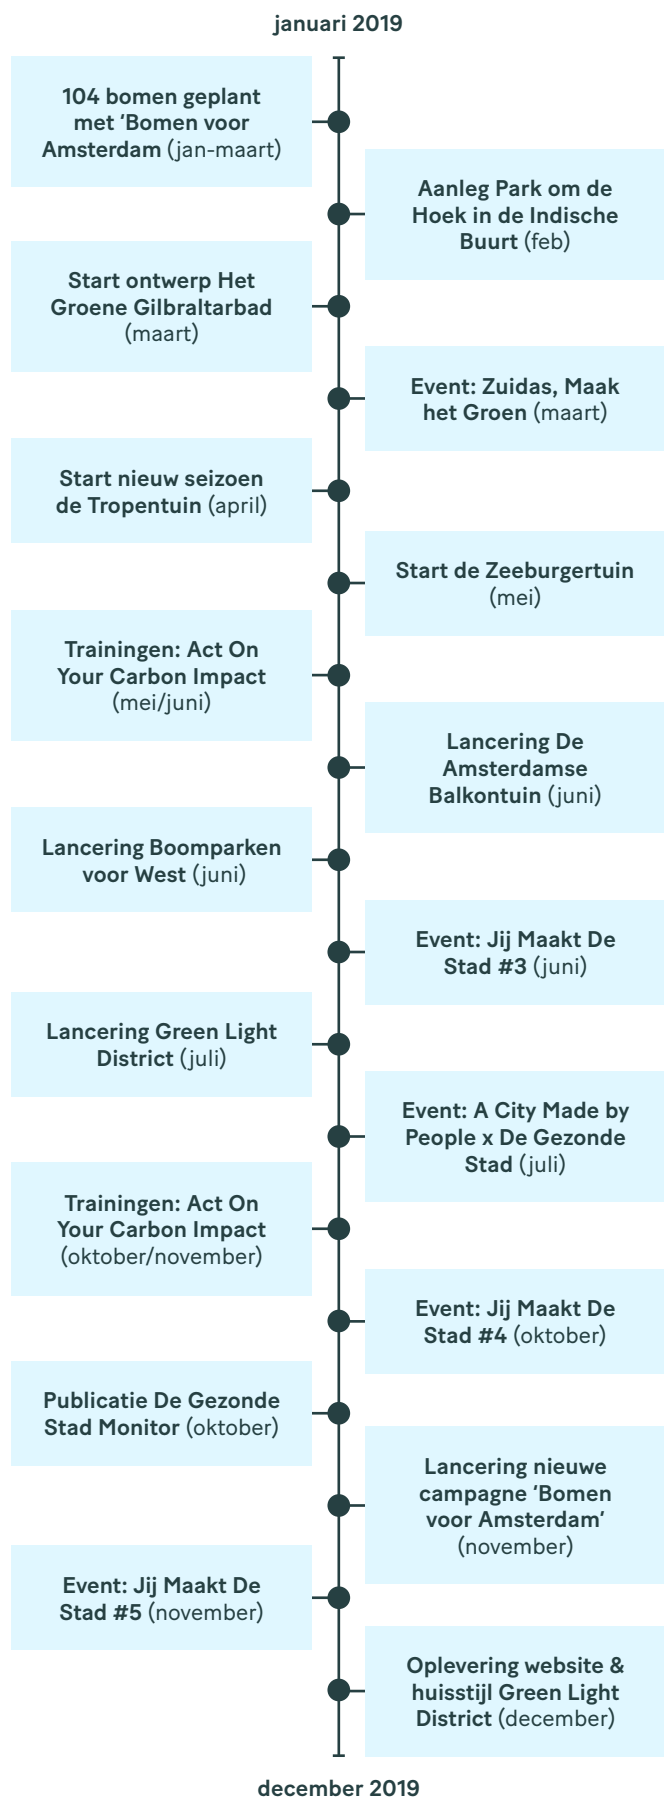 januari 2019
104 bomen geplant
met ‘Bomen voor
Amsterdam (jan-maart)
Aanleg Park om de
Hoek in de Indische
Buurt (feb)
Start ontwerp Het
Groene Gilbraltarbad
(maart)
Event: Zuidas, Maak
het Groen (maart)
Start nieuw seizoen
de Tropentuin (april)
Start de Zeeburgertuin
(mei)
Trainingen: Act On
Your Carbon Impact
(mei/juni)
Lancering De
Amsterdamse
Balkontuin (juni)
Lancering Boomparken
voor West (juni)
Event: Jij Maakt De
Stad #3 (juni)
Lancering Green Light
District (juli)
Event: A City Made by
People x De Gezonde
Stad (juli)
Trainingen: Act On
Your Carbon Impact
(oktober/november)
Event: Jij Maakt De
Stad #4 (oktober)
Publicatie De Gezonde
Stad Monitor (oktober)
Lancering nieuwe
campagne ‘Bomen
voor Amsterdam’
(november)
Event: Jij Maakt De
Stad #5 (november)
Oplevering website &
huisstijl Green Light
District (december)
december 2019